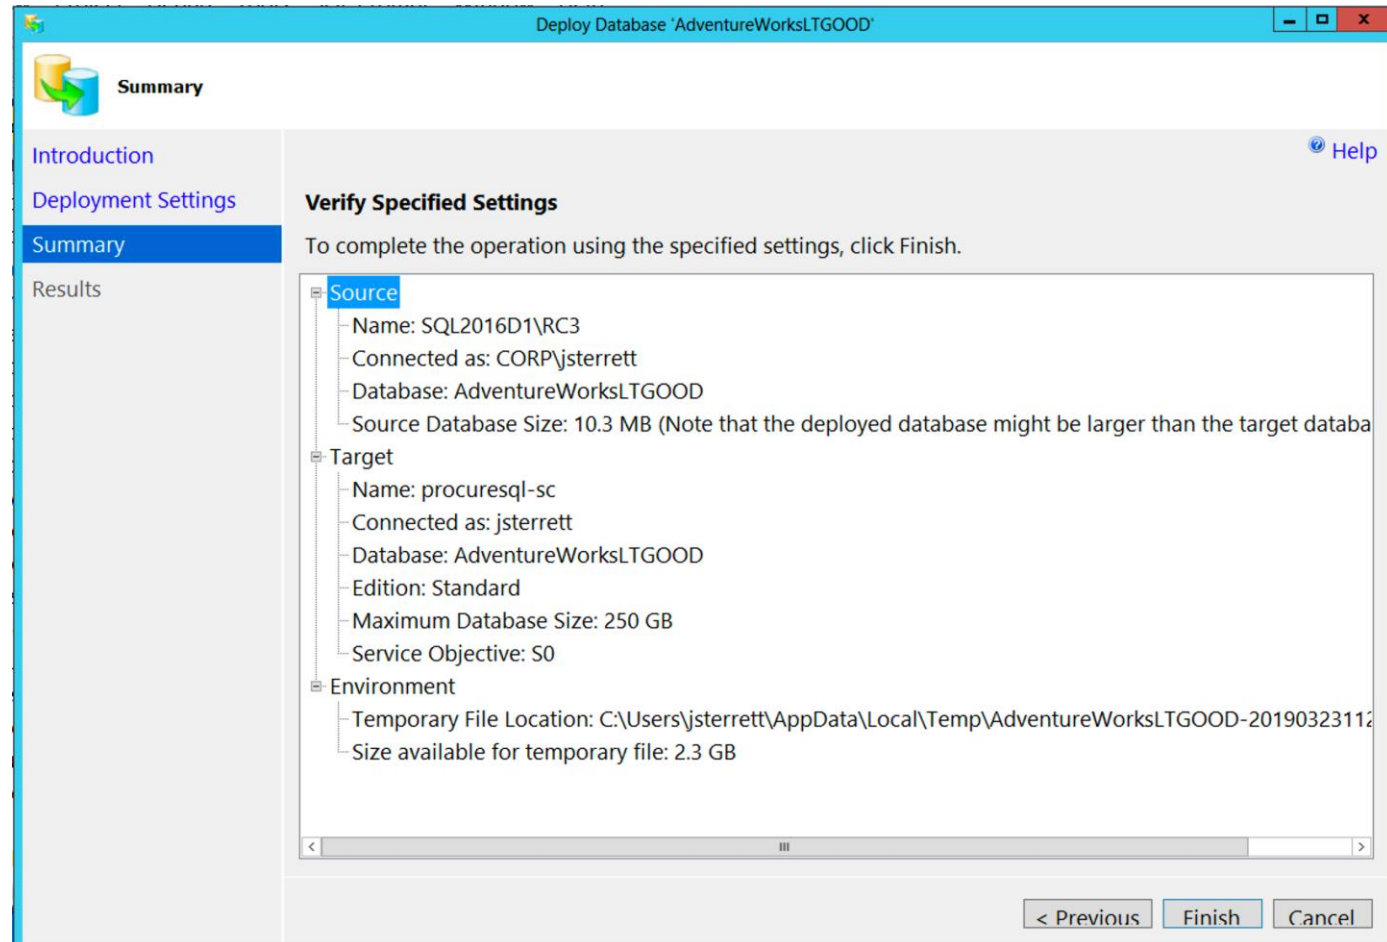 Deploy Database 'AdventureWorksLTGOOD'
Summary
Introduction
Deployment Settings
Summary
Results
Help
Verify Specified Settings
To complete the operation using the specified settings, click Finish.
Source
Name: SQL2016D1\RC3
Connected as: CORP\jsterrett
Database: AdventureWorksLTGOOD
Source Database Size: 10.3 MB (Note that the deployed database might be larger than the target databa
Target
Name: procuresql-sc
Connected as: jsterrett
Database: AdventureWorksLTGOOD
Edition: Standard
Maximum Database Size: 250 GB
Service Objective: S0
Environment
Temporary File Location: C:\Users\jsterrett\AppData\Local\Temp\AdventureWorksLTGOOD-2019032311
Size available for temporary file: 2.3 GB
< Previous
Finish
Cancel